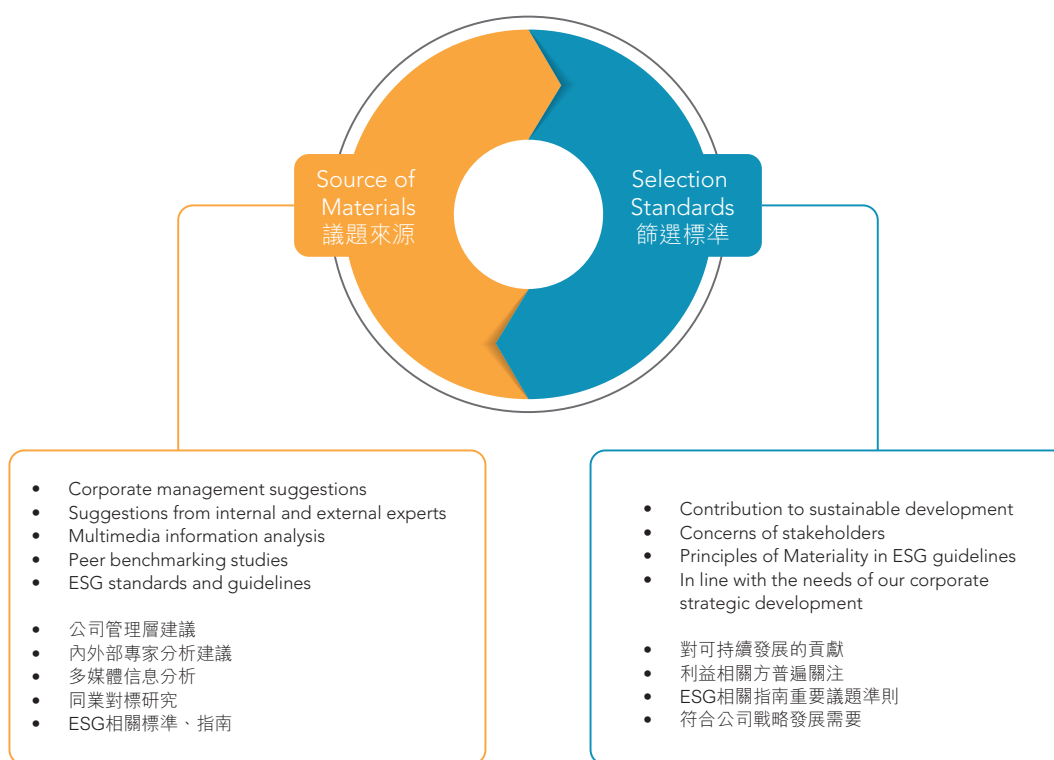 Source of
Materials
議題來源
Selection
Standards
篩選標準
• Corporate management suggestions
• Suggestions from internal and external experts
• Multimedia information analysis
• Peer benchmarking studies
• ESG standards and guidelines
• 公司管理層建議
• 內外部專家分析建議
• 多媒體信息分析
• 同業對標研究
• ESG相關標準、指南
• Contribution to sustainable development
• Concerns of stakeholders
• Principles of Materiality in ESG guidelines
• In line with the needs of our corporate
strategic development
• 對可持續發展的貢獻
• 利益相關方普遍關注
• ESG相關指南重要議題準則
• 符合公司戰略發展需要